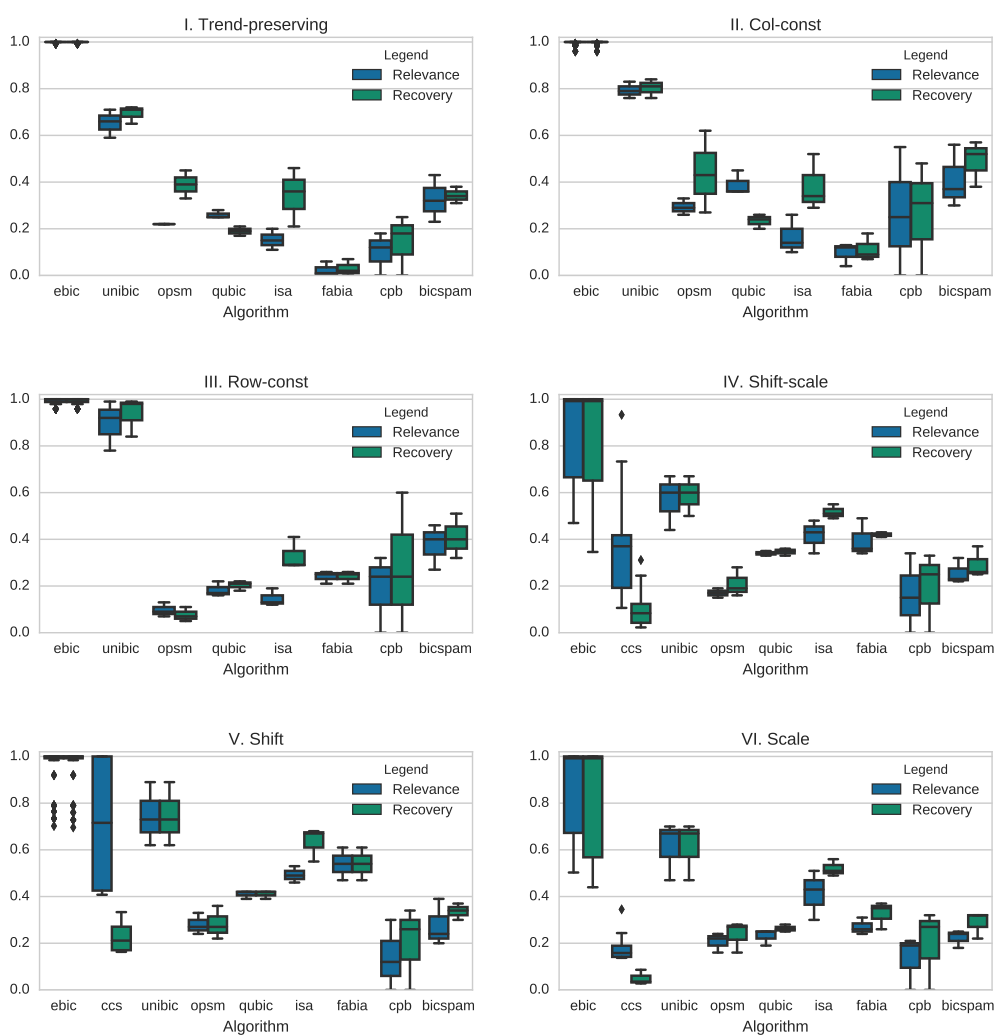 I. Trend-preserving
1.0
0.8
0.6
0.4
0.2
0.0
Legend
Relevance
Recovery
ebic unibic opsm qubic isa fabia cpb bicspam
Algorithm
II. Col-const
1.0
0.8
0.6
0.4
0.2
0.0
Legend
Relevance
Recovery
ebic unibic opsm qubic isa fabia cpb bicspam
Algorithm
III. Row-const
1.0
0.8
0.6
0.4
0.2
0.0
Legend
Relevance
Recovery
ebic unibic opsm qubic isa fabia cpb bicspam
Algorithm
IV. Shift-scale
1.0
0.8
0.6
0.4
0.2
0.0
Legend
Relevance
Recovery
ebic ccs unibic opsm qubic isa fabia cpb bicspam
Algorithm
V. Shift
1.0
0.8
0.6
0.4
0.2
0.0
Legend
Relevance
Recovery
ebic ccs unibic opsm qubic isa fabia cpb bicspam
Algorithm
VI. Scale
1.0
0.8
0.6
0.4
0.2
0.0
Legend
Relevance
Recovery
ebic ccs unibic opsm qubic isa fabia cpb bicspam
Algorithm